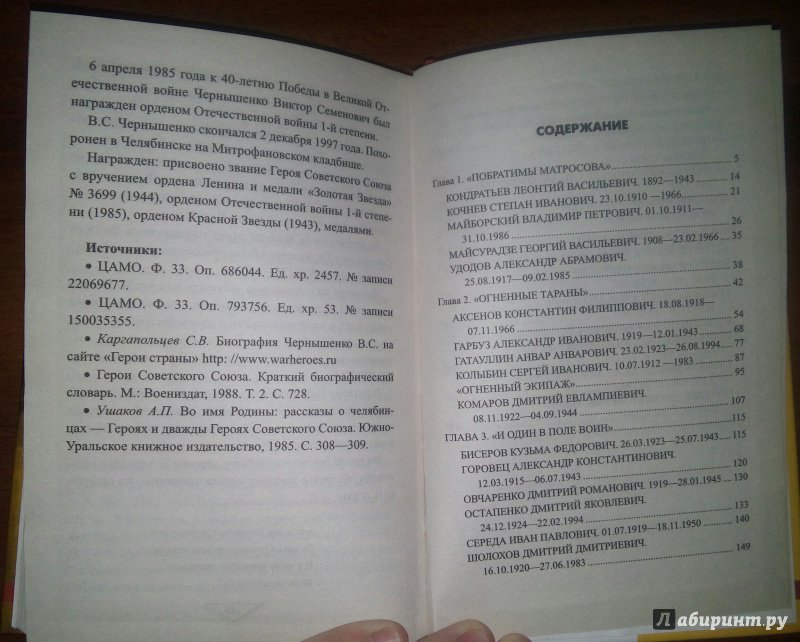 6 апреля 1985 года к 40-летию Победы в Великой От-
ечественной войне Чернышенко Виктор Семенович был
награжден орденом Отечественной войны 1-й степени.
В.С. Чернышенко скончался 2 декабря 1997 года. Похо-
ронен в Челябинске на Митрофановском кладбище.
Награжден: присвоено звание Героя Советского Союза
с вручением ордена Ленина и медали «Золотая Звезда»
№ 3699 (1944), орденом Отечественной войны 1-й степе-
ни (1985), орденом Красной Звезды (1943), медалями.
Источники:
• ЦАМО. Ф. 33. Оп. 686044. Ед. хр. 2457. № записи
22069677.
• ЦАМО. Ф. 33. Оп. 793756. Ед. хр. 53. № записи
150035355.
• Каргапольцев С.В. Биография Чернышенко В.С. на
сайте «Герои страны» http: //www.warheroes.ru
• Герои Советского Союза. Краткий биографический
словарь. М.: Воениздат, 1988. Т. 2. С. 728.
• Ушаков А.П. Во имя Родины: рассказы о челябин-
цах — Героях и дважды Героях Советского Союза. Южно-
Уральское книжное издательство, 1985. С. 308—309.
СОДЕРЖАНИЕ
Глава 1. «ПОБРАТИМЫ МАТРОСОВА» 5
КОНДРАТЬЕВ ЛЕОНТИЙ ВАСИЛЬЕВИЧ. 1892—1943 14
КОЧНЕВ СТЕПАН ИВАНОВИЧ. 23.10.1910 —1966 21
МАЙБОРСКИЙ ВЛАДИМИР ПЕТРОВИЧ. 01.10.1911—
31.10.1986 26
МАЙСУРАДЗЕ ГЕОРГИЙ ВАСИЛЬЕВИЧ. 1908—23.02.1966 35
УДОДОВ АЛЕКСАНДР АБРАМОВИЧ.
25.08.1917—09.02.1985 38
Глава 2. «ОГНЕННЫЕ ТАРАНЫ» 42
АКСЕНОВ КОНСТАНТИН ФИЛИППОВИЧ. 18.08.1918—
07.11.1966 54
ГАРБУЗ АЛЕКСАНДР ИВАНОВИЧ. 1919—12.01.1943 68
ГАТАУЛЛИН АНВАР АНВАРОВИЧ. 23.02.1923—26.08.1994 77
КОЛЫБИН СЕРГЕЙ ИВАНОВИЧ. 10.07.1912 —1983 87
«ОГНЕННЫЙ ЭКИПАЖ» 95
КОМАРОВ ДМИТРИЙ ЕВЛАМПИЕВИЧ.
08.11.1922—04.09.1944 107
ГЛАВА 3. «И ОДИН В ПОЛЕ ВОИН» 115
БИСЕРОВ КУЗЬМА ФЕДОРОВИЧ. 26.03.1923—25.07.1943 115
ГОРОВЕЦ АЛЕКСАНДР КОНСТАНТИНОВИЧ.
12.03.1915—06.07.1943 120
ОВЧАРЕНКО ДМИТРИЙ РОМАНОВИЧ. 1919—28.01.1945 130
ОСТАПЕНКО ДМИТРИЙ ЯКОВЛЕВИЧ.
24.12.1924—22.02.1994 133
СЕРЕДА ИВАН ПАВЛОВИЧ. 01.07.1919—18.11.1950 140
ШОЛОХОВ ДМИТРИЙ ДМИТРИЕВИЧ.
16.10.1920—27.06.1983 149
Лабиринт.ру